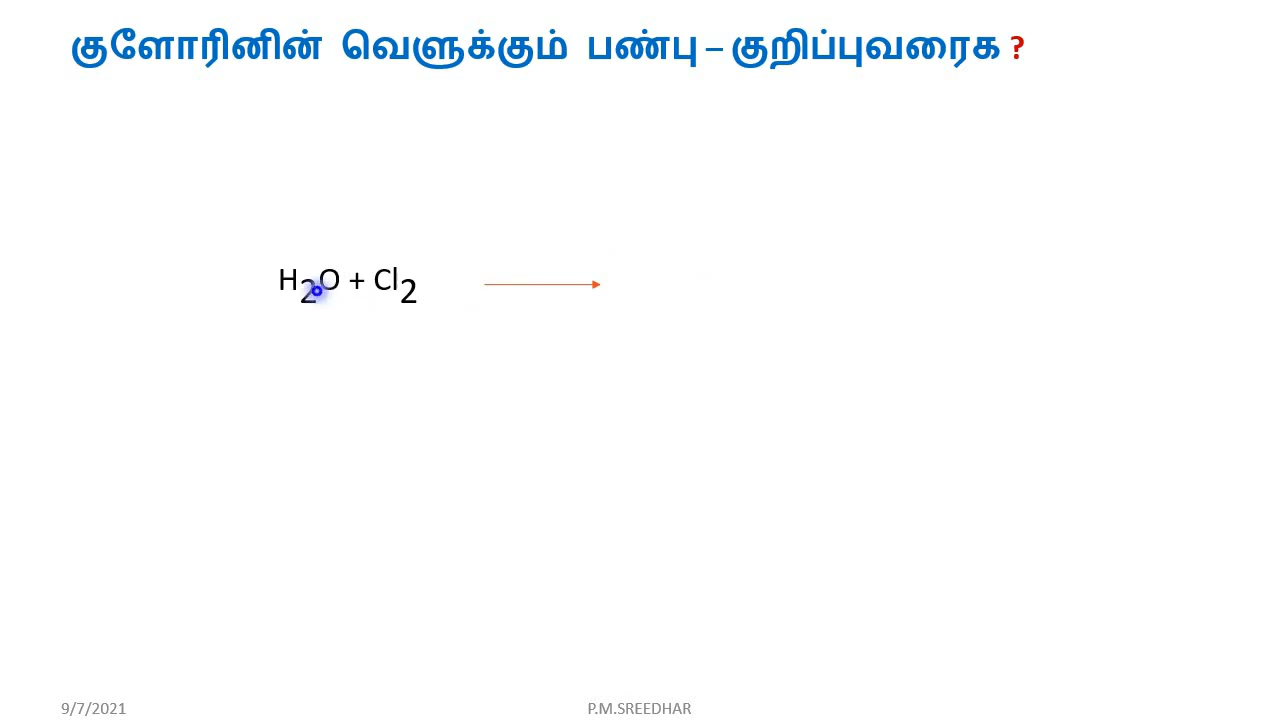 குளோரினின் வெளுக்கும் பண்பு – குறிப்புவரைக ?
H₂O + Cl₂
9/7/2021
P.M.SREEDHAR